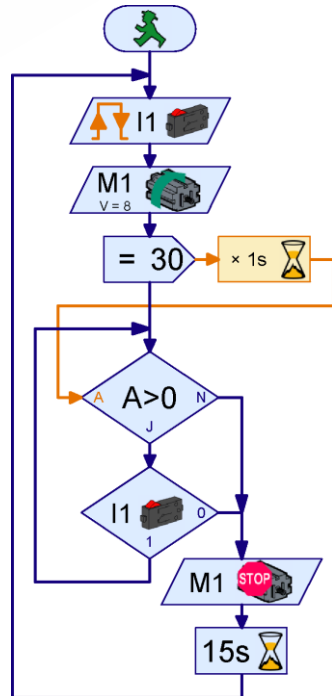 I1
M1
V = 8
= 30
× 1s
A>0
A
N
J
I1
0
1
M1
STOP
15s